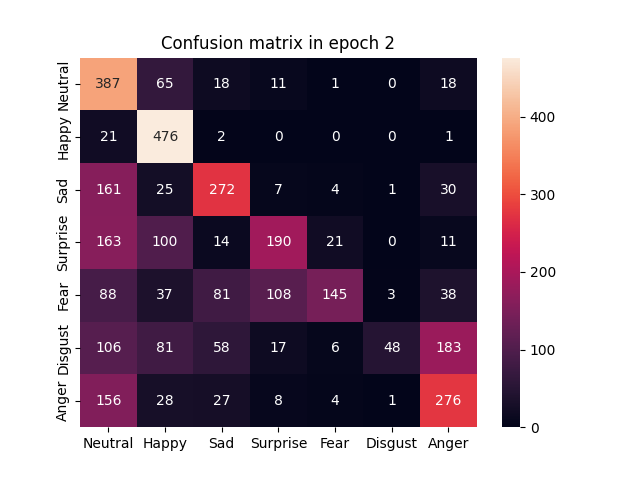 Confusion matrix in epoch 2
Neutral 387 65 18 11 1 0 18
Happy 21 476 2 0 0 0 1
Sad 161 25 272 7 4 1 30
Surprise 163 100 14 190 21 0 11
Fear 88 37 81 108 145 3 38
Disgust 106 81 58 17 6 48 183
Anger 156 28 27 8 4 1 276
Neutral Happy Sad Surprise Fear Disgust Anger
400
300
200
100
0